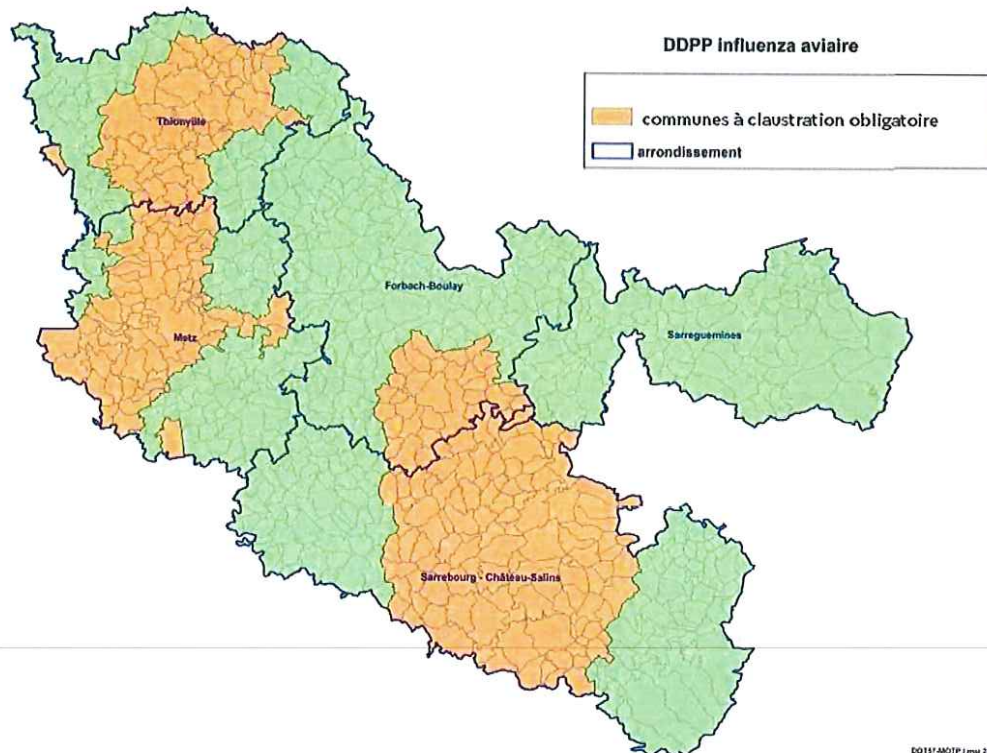 DDPP influenza aviaire
communes à claustration obligatoire
arrondissement
Thionville
Forbach-Boulay
Metz
Sarreguemines
Sarrebourg - Château-Salins